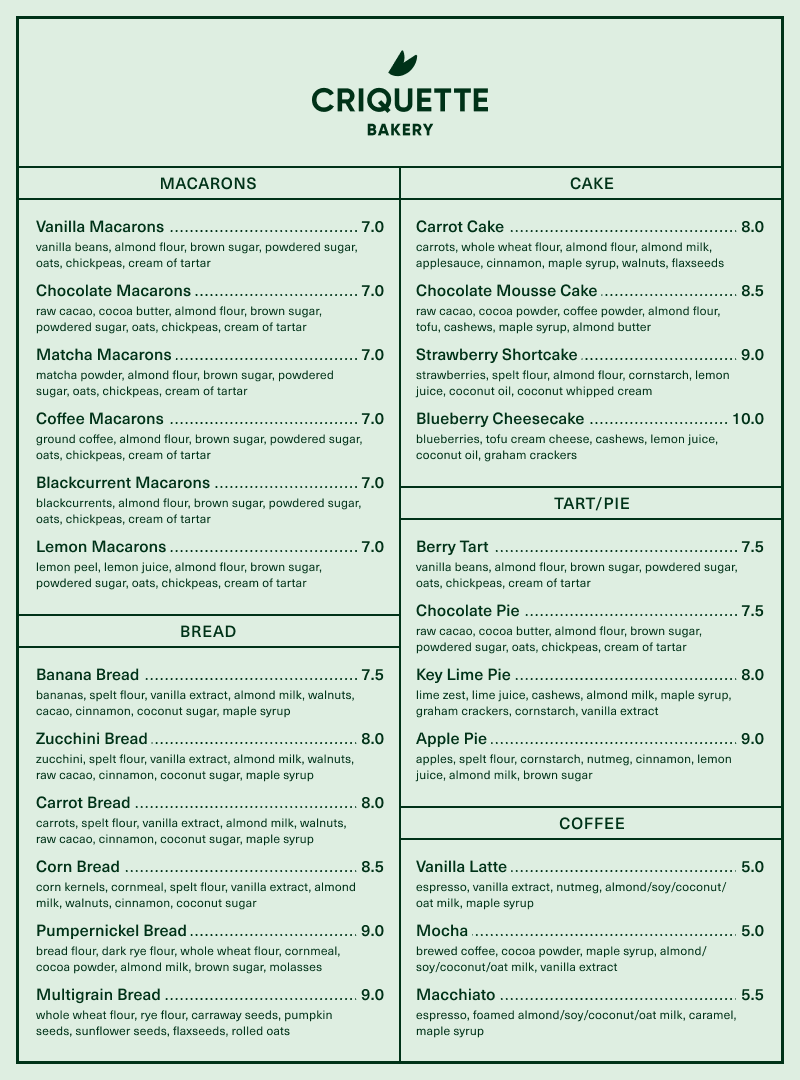 CRIQUETTE
BAKERY
MACARONS
Vanilla Macarons ........................................ 7.0
vanilla beans, almond flour, brown sugar, powdered sugar,
oats, chickpeas, cream of tartar
Chocolate Macarons .................................. 7.0
raw cacao, cocoa butter, almond flour, brown sugar,
powdered sugar, oats, chickpeas, cream of tartar
Matcha Macarons ...................................... 7.0
matcha powder, almond flour, brown sugar, powdered
sugar, oats, chickpeas, cream of tartar
Coffee Macarons ........................................ 7.0
ground coffee, almond flour, brown sugar, powdered sugar,
oats, chickpeas, cream of tartar
Blackcurrent Macarons .............................. 7.0
blackcurrents, almond flour, brown sugar, powdered sugar,
oats, chickpeas, cream of tartar
Lemon Macarons ........................................ 7.0
lemon peel, lemon juice, almond flour, brown sugar,
powdered sugar, oats, chickpeas, cream of tartar
BREAD
Banana Bread ............................................. 7.5
bananas, spelt flour, vanilla extract, almond milk, walnuts,
cacao, cinnamon, coconut sugar, maple syrup
Zucchini Bread ........................................... 8.0
zucchini, spelt flour, vanilla extract, almond milk, walnuts,
raw cacao, cinnamon, coconut sugar, maple syrup
Carrot Bread ............................................... 8.0
carrots, spelt flour, vanilla extract, almond milk, walnuts,
raw cacao, cinnamon, coconut sugar, maple syrup
Corn Bread ................................................. 8.5
corn kernels, cornmeal, spelt flour, vanilla extract, almond
milk, walnuts, cinnamon, coconut sugar
Pumpernickel Bread ................................... 9.0
bread flour, dark rye flour, whole wheat flour, cornmeal,
cocoa powder, almond milk, brown sugar, molasses
Multigrain Bread ......................................... 9.0
whole wheat flour, rye flour, carraway seeds, pumpkin
seeds, sunflower seeds, flaxseeds, rolled oats
CAKE
Carrot Cake ................................................ 8.0
carrots, whole wheat flour, almond flour, almond milk,
applesauce, cinnamon, maple syrup, walnuts, flaxseeds
Chocolate Mousse Cake ............................. 8.5
raw cacao, cocoa powder, coffee powder, almond flour,
tofu, cashews, maple syrup, almond butter
Strawberry Shortcake ................................. 9.0
strawberries, spelt flour, almond flour, cornstarch, lemon
juice, coconut oil, coconut whipped cream
Blueberry Cheesecake .............................. 10.0
blueberries, tofu cream cheese, cashews, lemon juice,
coconut oil, graham crackers
TART/PIE
Berry Tart ................................................... 7.5
vanilla beans, almond flour, brown sugar, powdered sugar,
oats, chickpeas, cream of tartar
Chocolate Pie ............................................. 7.5
raw cacao, cocoa butter, almond flour, brown sugar,
powdered sugar, oats, chickpeas, cream of tartar
Key Lime Pie ............................................... 8.0
lime zest, lime juice, cashews, almond milk, maple syrup,
graham crackers, cornstarch, vanilla extract
Apple Pie .................................................... 9.0
apples, spelt flour, cornstarch, nutmeg, cinnamon, lemon
juice, almond milk, brown sugar
COFFEE
Vanilla Latte ................................................ 5.0
espresso, vanilla extract, nutmeg, almond/soy/coconut/
oat milk, maple syrup
Mocha ........................................................ 5.0
brewed coffee, cocoa powder, maple syrup, almond/
soy/coconut/oat milk, vanilla extract
Macchiato .................................................. 5.5
espresso, foamed almond/soy/coconut/oat milk, caramel,
maple syrup